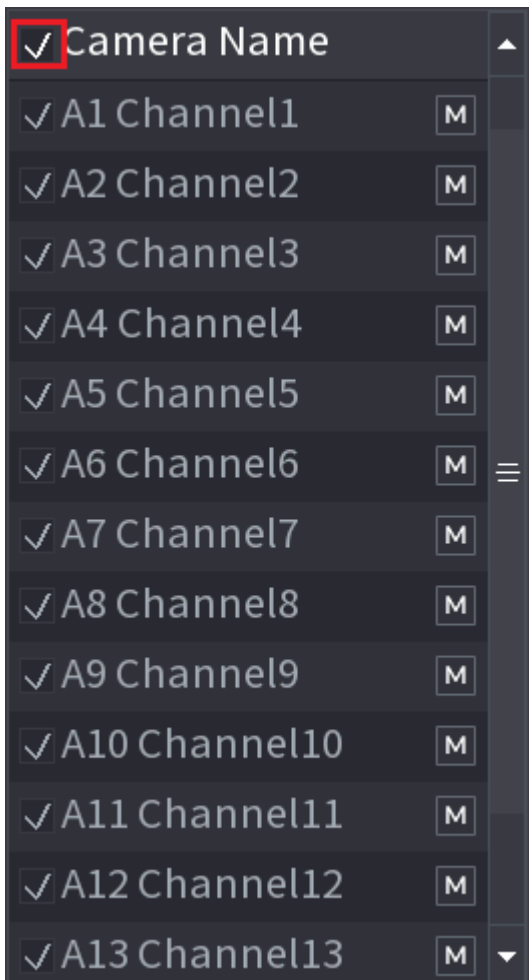 Camera Name
A1 Channel1 M
A2 Channel2 M
A3 Channel3 M
A4 Channel4 M
A5 Channel5 M
A6 Channel6 M
A7 Channel7 M
A8 Channel8 M
A9 Channel9 M
A10 Channel10 M
A11 Channel11 M
A12 Channel12 M
A13 Channel13 M